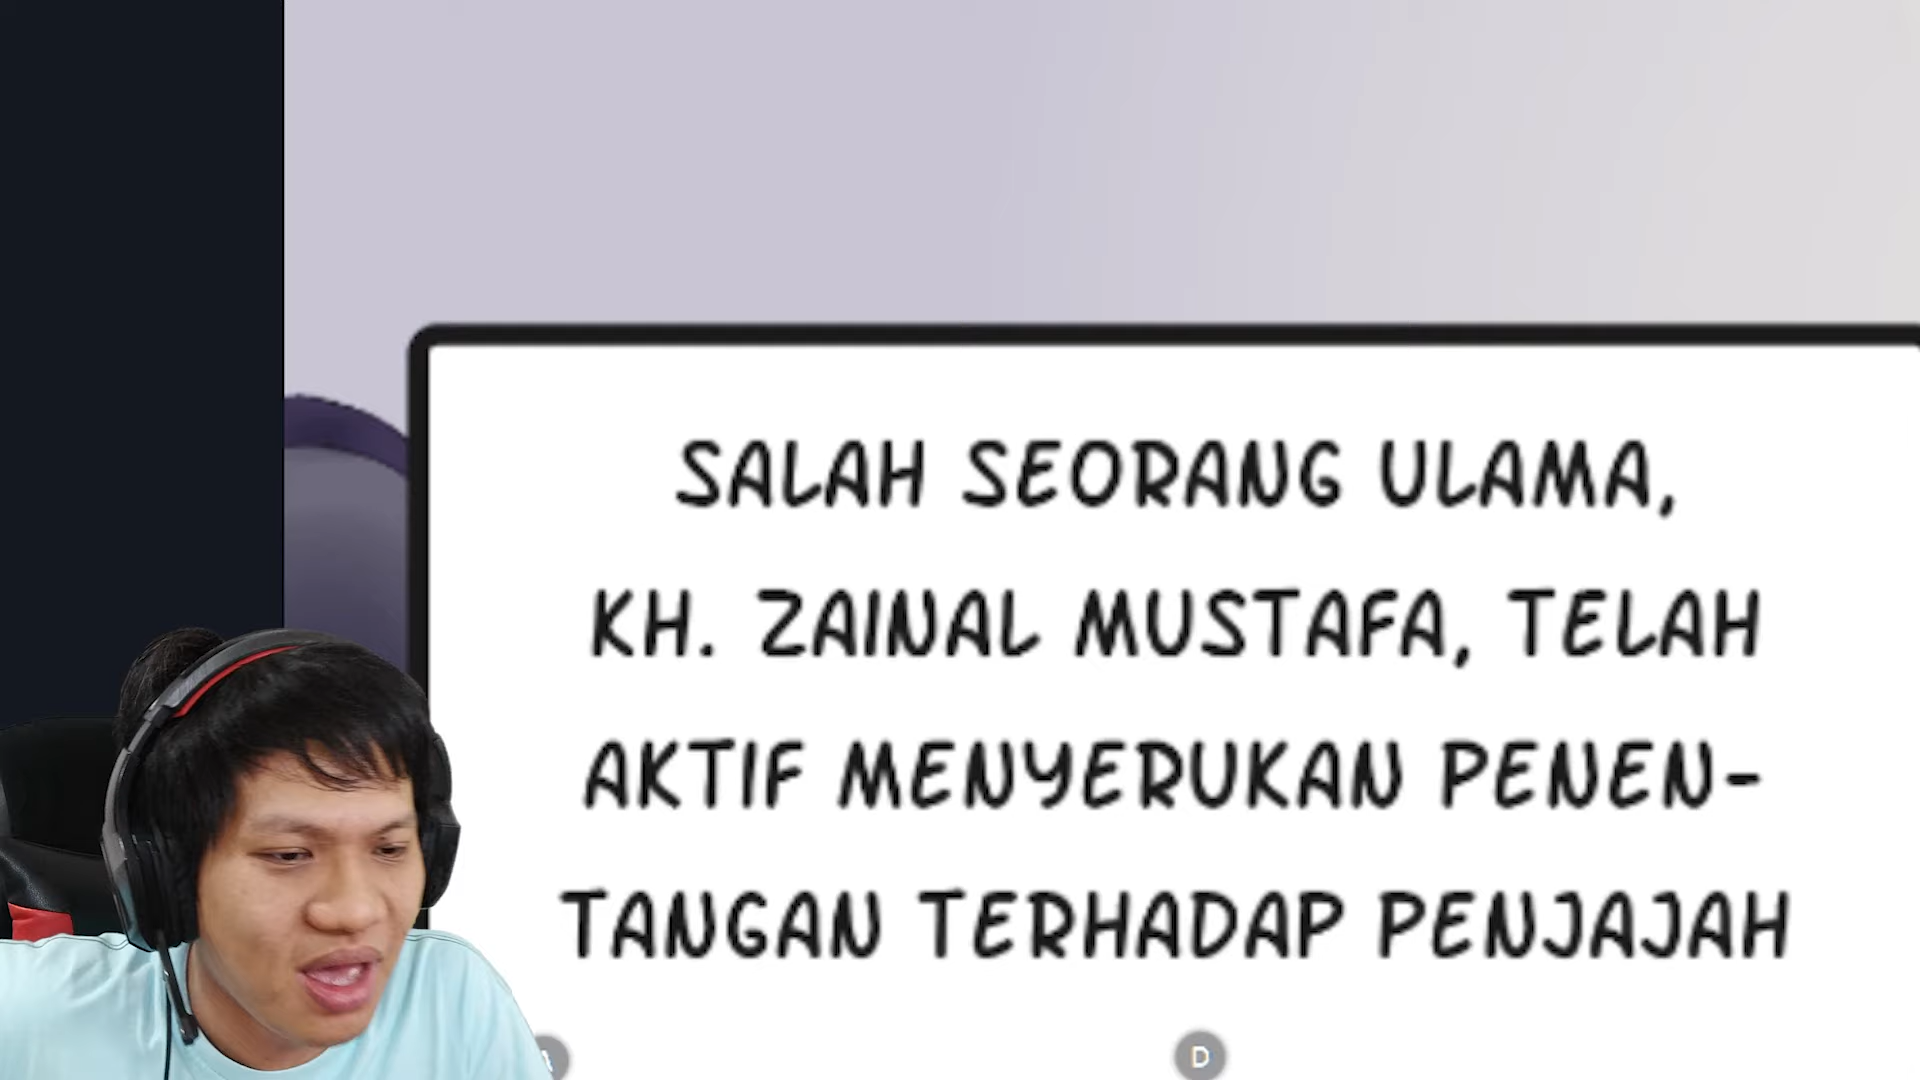 SALAH SEORANG ULAMA,
KH. ZAINAL MUSTAFA, TELAH
AKTIF MENYERUKAN PENEN-
TANGAN TERHADAP PENJAJAH
D